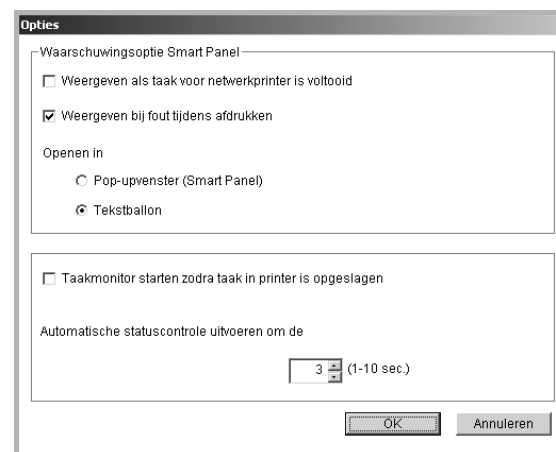 Opties
Waarschuwingsoptie Smart Panel
Weergeven als taak voor netwerkprinter is voltooid
Weergeven bij fout tijdens afdrukken
Openen in
Pop-upvenster (Smart Panel)
Tekstballon
Taakmonitor starten zodra taak in printer is opgeslagen
Automatische statuscontrole uitvoeren om de
3 (1-10 sec.)
OK Annuleren